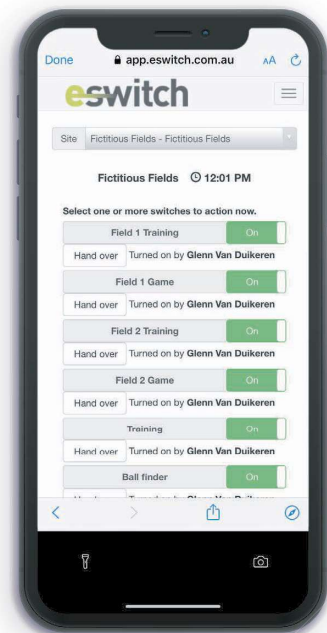 Done app.eswitch.com.au AA
eswitch
Site Fictitious Fields - Fictitious Fields
Fictitious Fields 12:01 PM
Select one or more switches to action now.
Field 1 Training On
Hand over Turned on by Glenn Van Duikeren
Field 1 Game On
Hand over Turned on by Glenn Van Duikeren
Field 2 Training On
Hand over Turned on by Glenn Van Duikeren
Field 2 Game On
Hand over Turned on by Glenn Van Duikeren
Training On
Hand over Turned on by Glenn Van Duikeren
Ball finder On